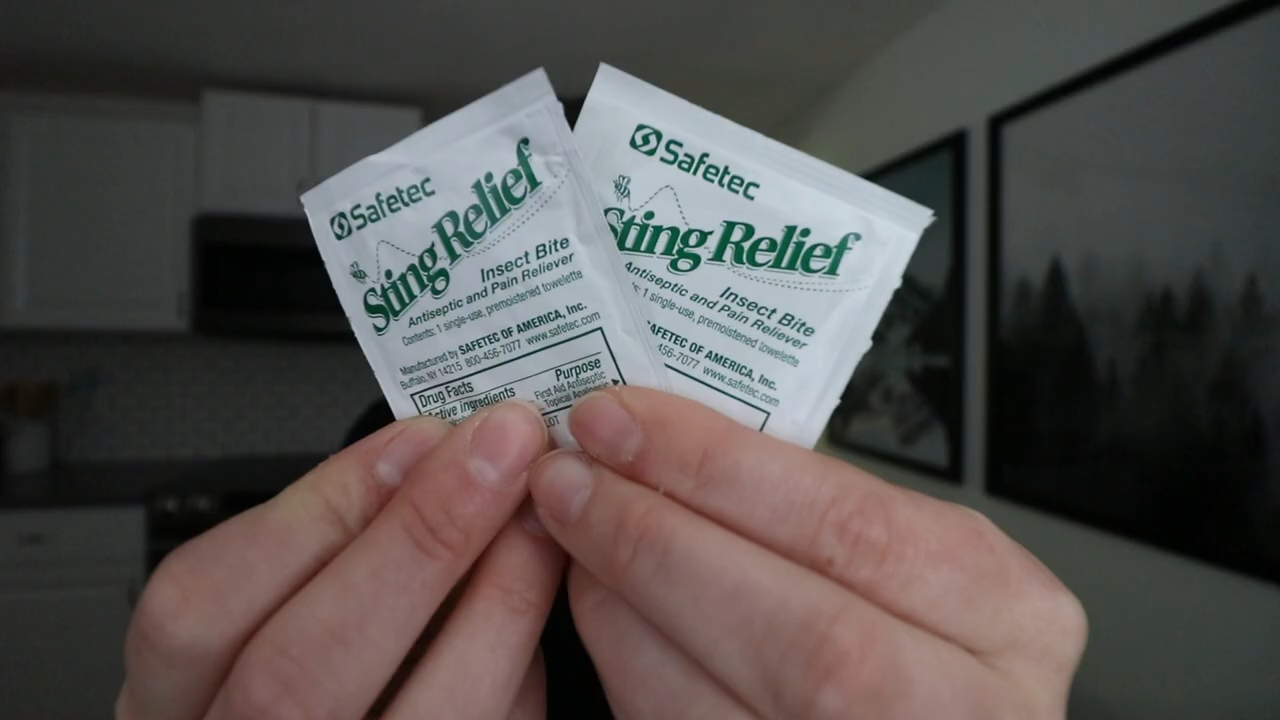 Safetec
Sting Relief
Insect Bite
Antiseptic and Pain Reliever
Contents: 1 single-use, premoistened towelette
Manufactured by SAFETEC OF AMERICA, Inc.
Buffalo, NY 14215 800-456-7077 www.safetec.com
Drug Facts
Active ingredients
Purpose
First Aid Antiseptic
Topical
LOT
Safetec
Sting Relief
Insect Bite
Antiseptic and Pain Reliever
: 1 single-use, premoistened towelette
SAFETEC OF AMERICA, Inc.
456-7077 www.safetec.com